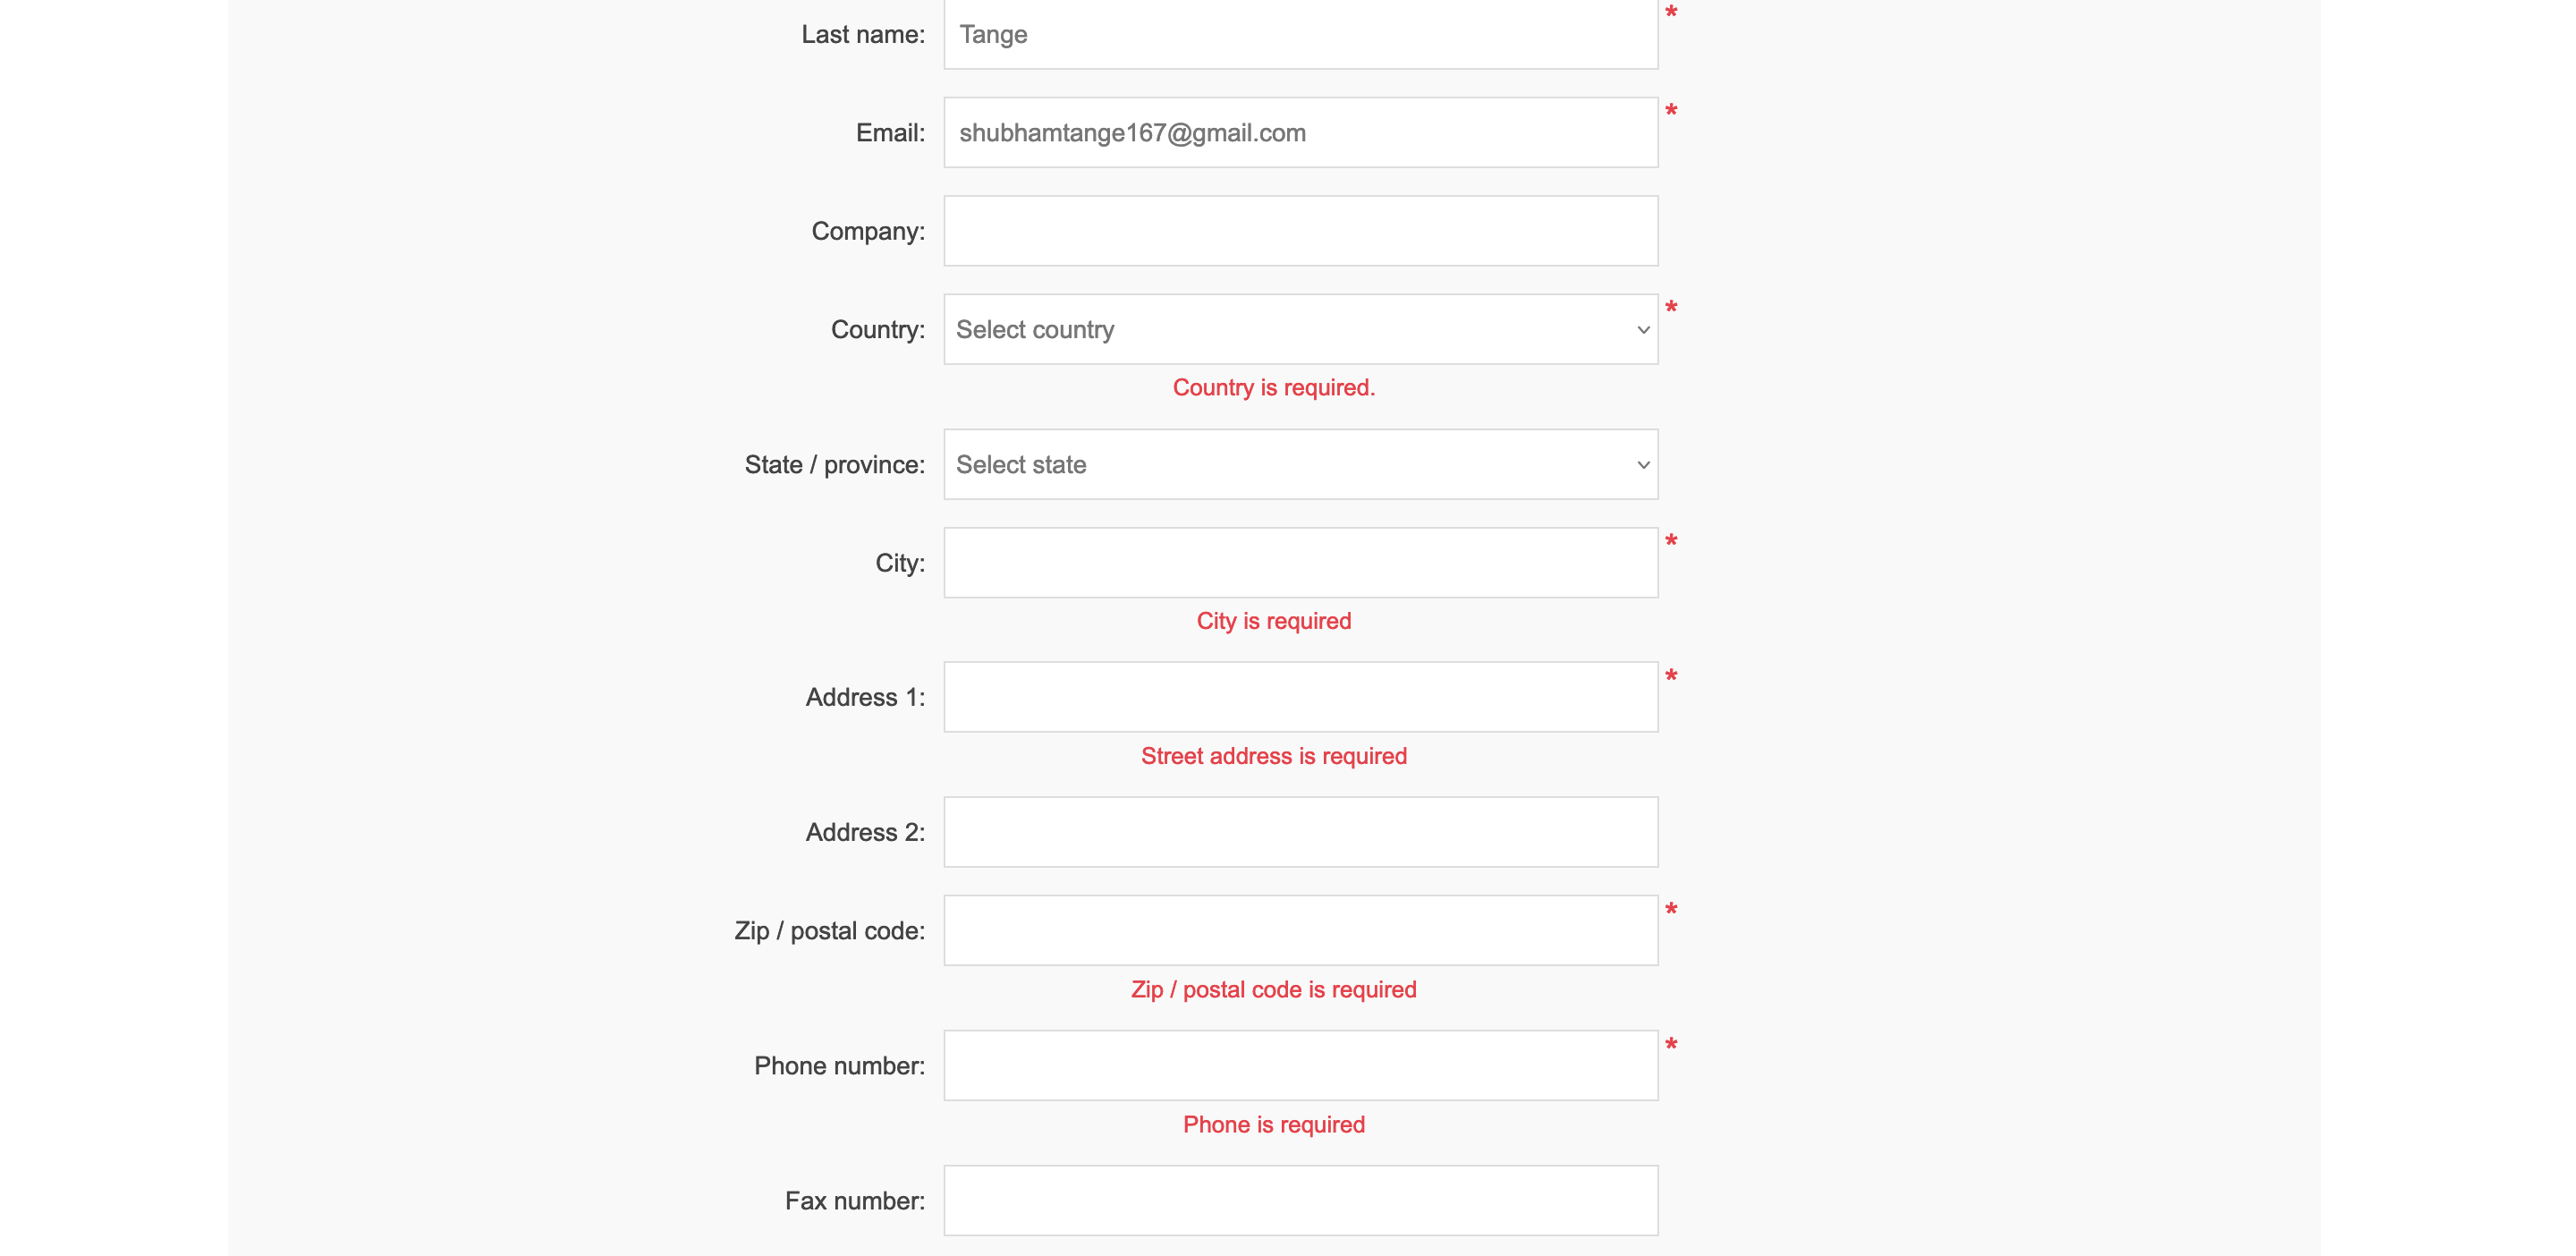 Last name: Tange *
Email: shubhamtange167@gmail.com *
Company:
Country: Select country *
Country is required.
State / province: Select state
City: *
City is required
Address 1: *
Street address is required
Address 2:
Zip / postal code: *
Zip / postal code is required
Phone number: *
Phone is required
Fax number: